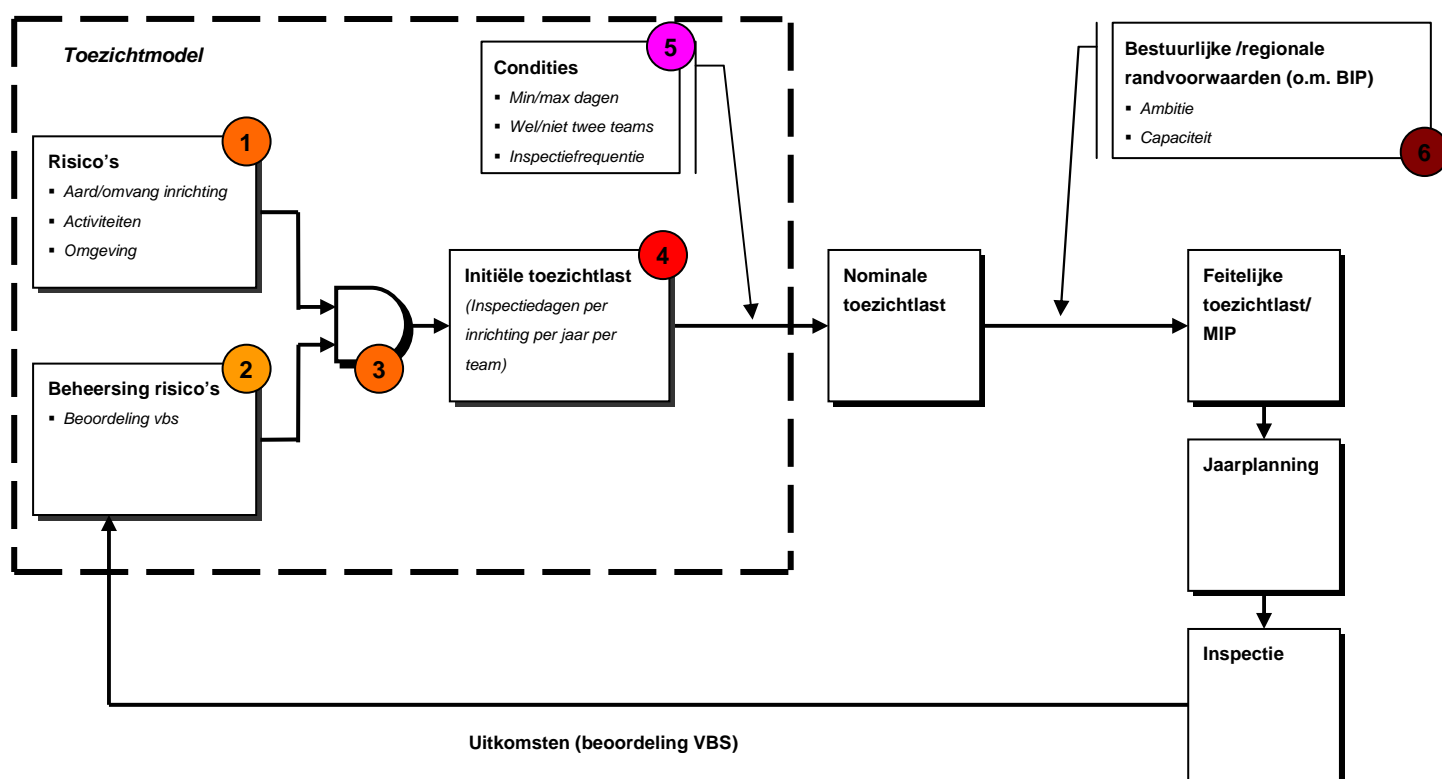 Toezichtmodel
1
Risico's
▪ Aard/omvang inrichting
▪ Activiteiten
▪ Omgeving
2
Beheersing risico's
▪ Beoordeling vbs
3
4
Initiële toezichtlast
(Inspectiedagen per
inrichting per jaar per
team)
5
Condities
▪ Min/max dagen
▪ Wel/niet twee teams
▪ Inspectiefrequentie
Nominale
toezichtlast
Bestuurlijke /regionale
randvoorwaarden (o.m. BIP)
▪ Ambitie
▪ Capaciteit
6
Feitelijke
toezichtlast/
MIP
Jaarplanning
Inspectie
Uitkomsten (beoordeling VBS)